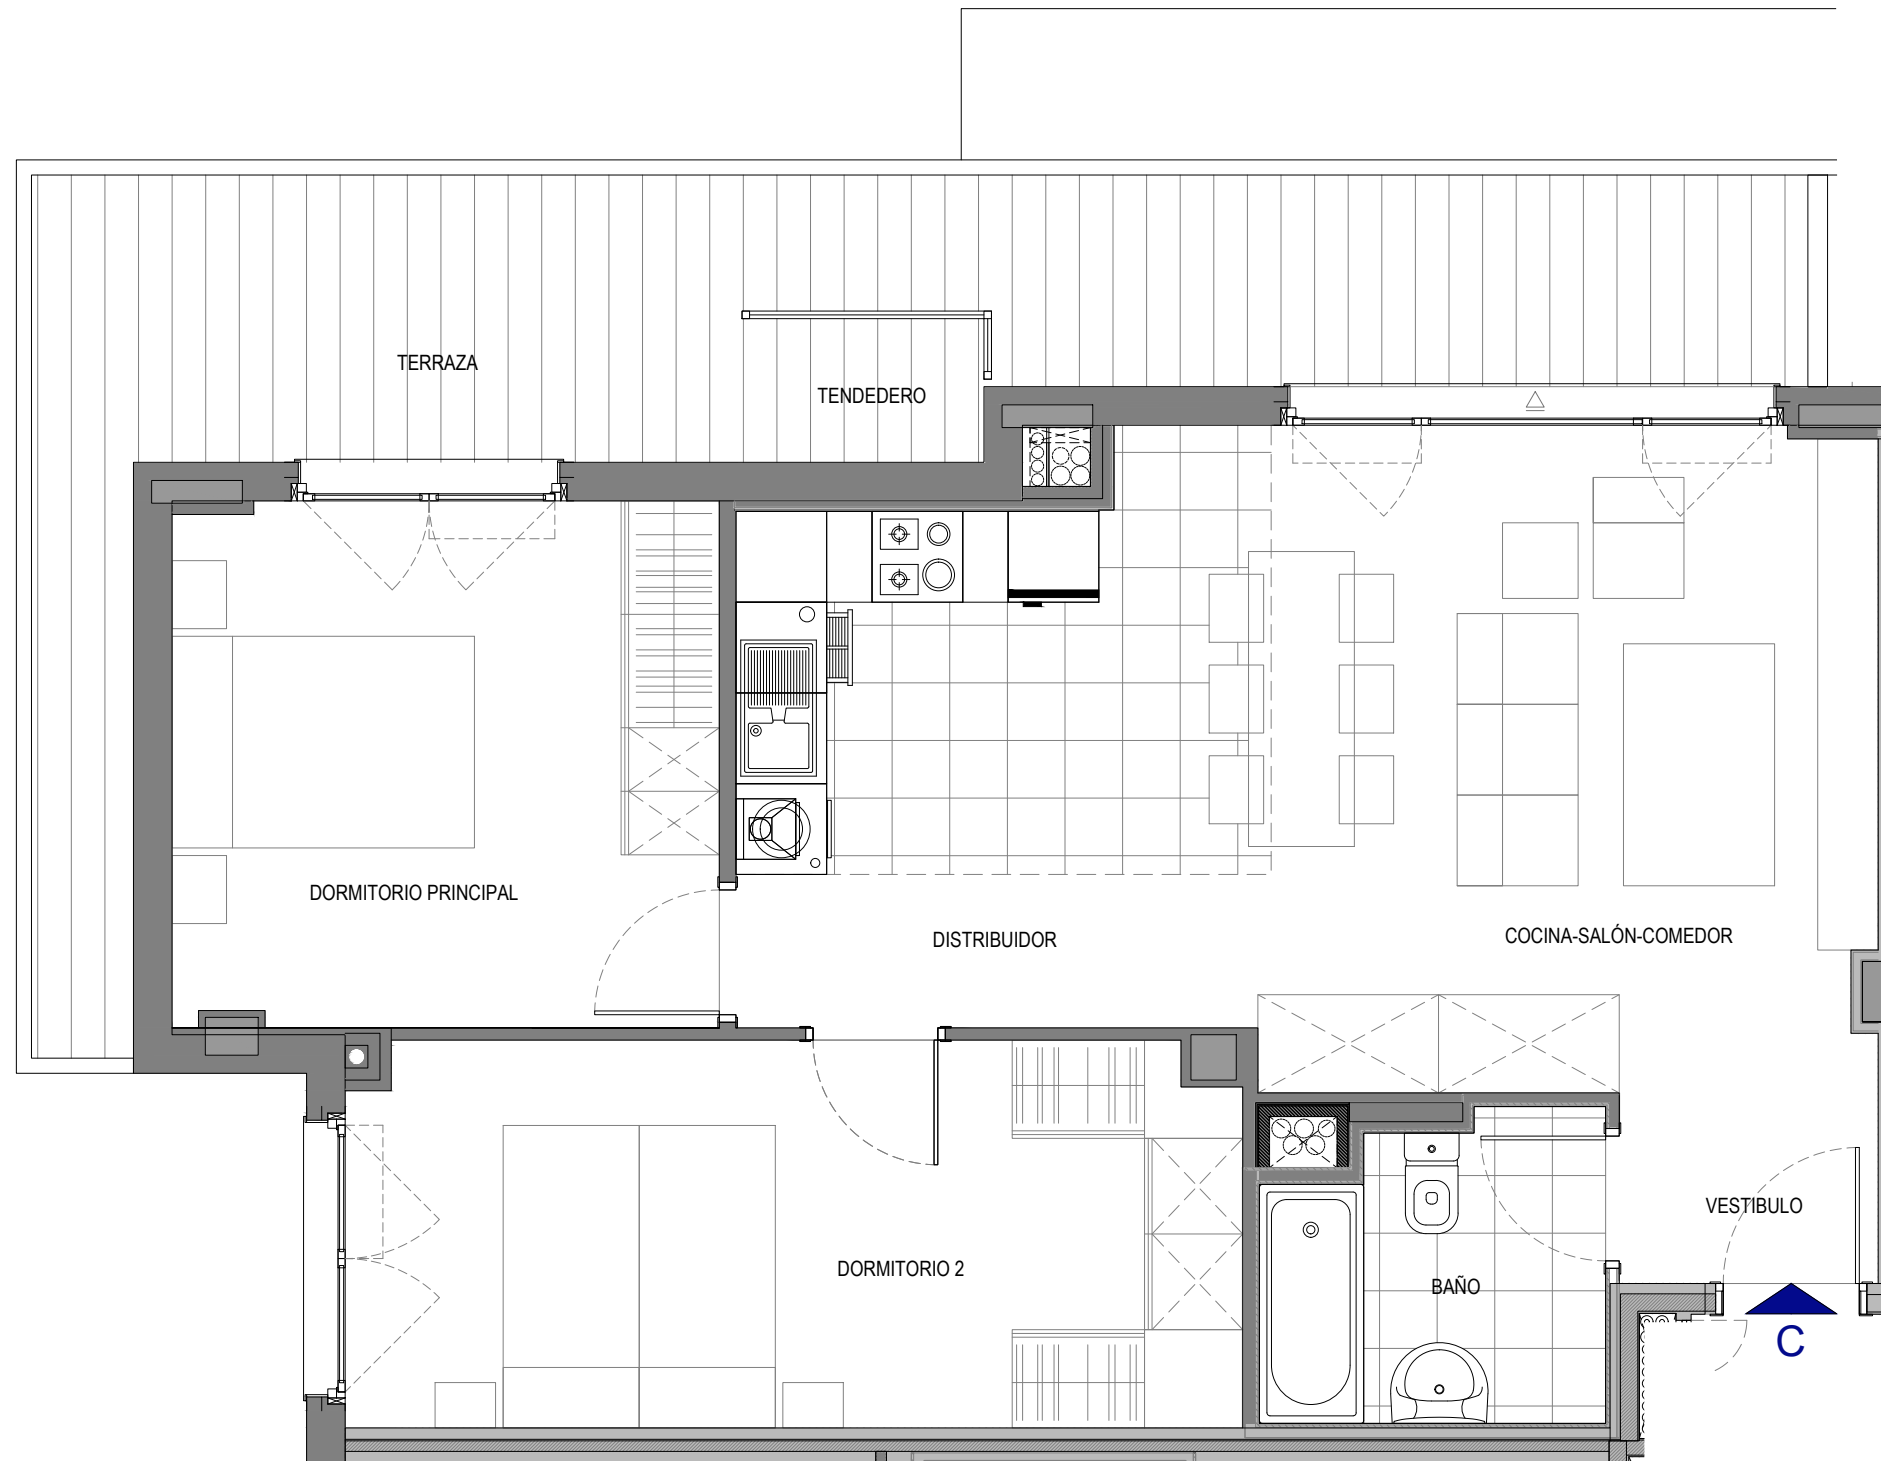 TERRAZA
TENDEDERO
DORMITORIO PRINCIPAL
DISTRIBUIDOR
COCINA-SALÓN-COMEDOR
VESTIBULO
DORMITORIO 2
BAÑO
C